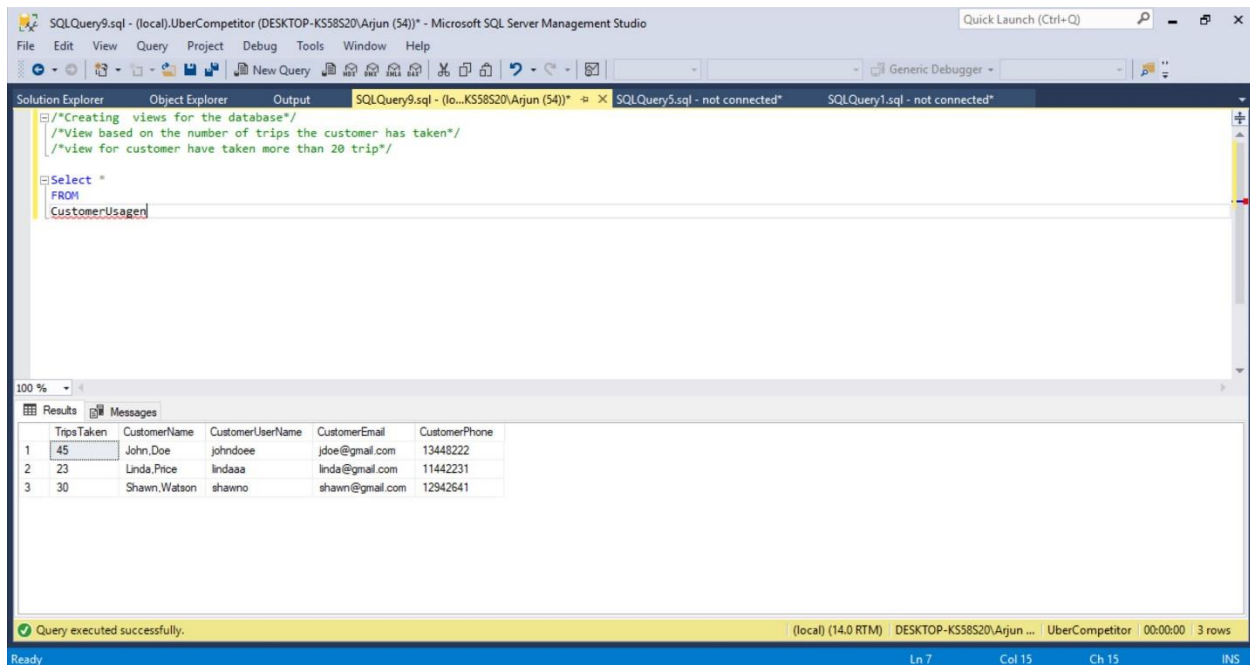 SQLQuery9.sql - (local).UberCompetitor (DESKTOP-KS58S20\Arjun (54))* - Microsoft SQL Server Management Studio
Quick Launch (Ctrl+Q)
File Edit View Query Project Debug Tools Window Help
New Query
Generic Debugger
Solution Explorer Object Explorer Output SQLQuery9.sql - (lo...KS58S20\Arjun (54))* SQLQuery5.sql - not connected* SQLQuery1.sql - not connected*
/*Creating views for the database*/
/*View based on the number of trips the customer has taken*/
/*view for customer have taken more than 20 trip*/
Select *
FROM
CustomerUsagen
100 %
Results Messages
TripsTaken CustomerName CustomerUserName CustomerEmail CustomerPhone
1 45 John,Doe johndoee jdoe@gmail.com 13448222
2 23 Linda,Price lindaaa linda@gmail.com 11442231
3 30 Shawn,Watson shawno shawn@gmail.com 12942641
Query executed successfully.
(local) (14.0 RTM) DESKTOP-KS58S20\Arjun ... UberCompetitor 00:00:00 3 rows
Ready Ln 7 Col 15 Ch 15 INS